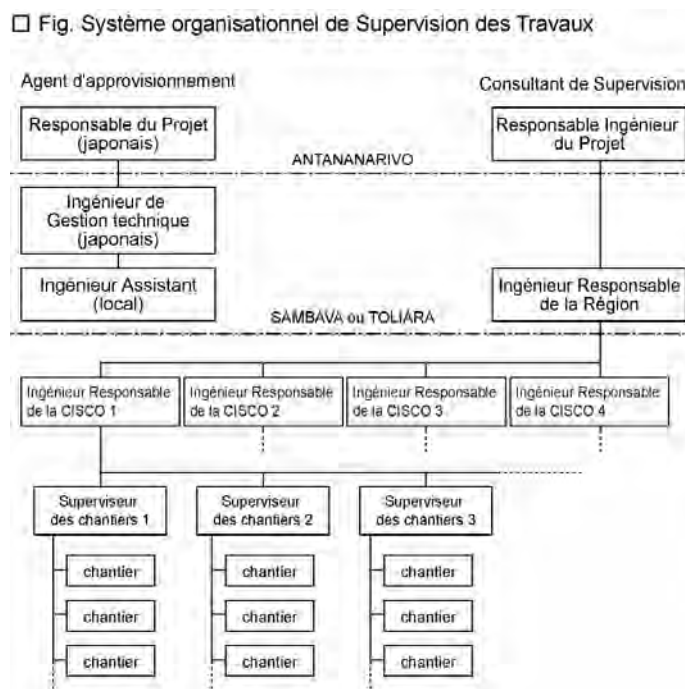 □ Fig. Système organisationnel de Supervision des Travaux
Agent d'approvisionnement
Consultant de Supervision
Responsable du Projet
(japonais)
Responsable Ingénieur
du Projet
ANTANANARIVO
Ingénieur de
Gestion technique
(japonais)
Ingénieur Assistant
(local)
Ingénieur Responsable
de la Région
SAMBAVA ou TOLIARA
Ingénieur Responsable
de la CISCO 1
Ingénieur Responsable
de la CISCO 2
Ingénieur Responsable
de la CISCO 3
Ingénieur Responsable
de la CISCO 4
Superviseur
des chantiers 1
Superviseur
des chantiers 2
Superviseur
des chantiers 3
chantier
chantier
chantier
chantier
chantier
chantier
chantier
chantier
chantier